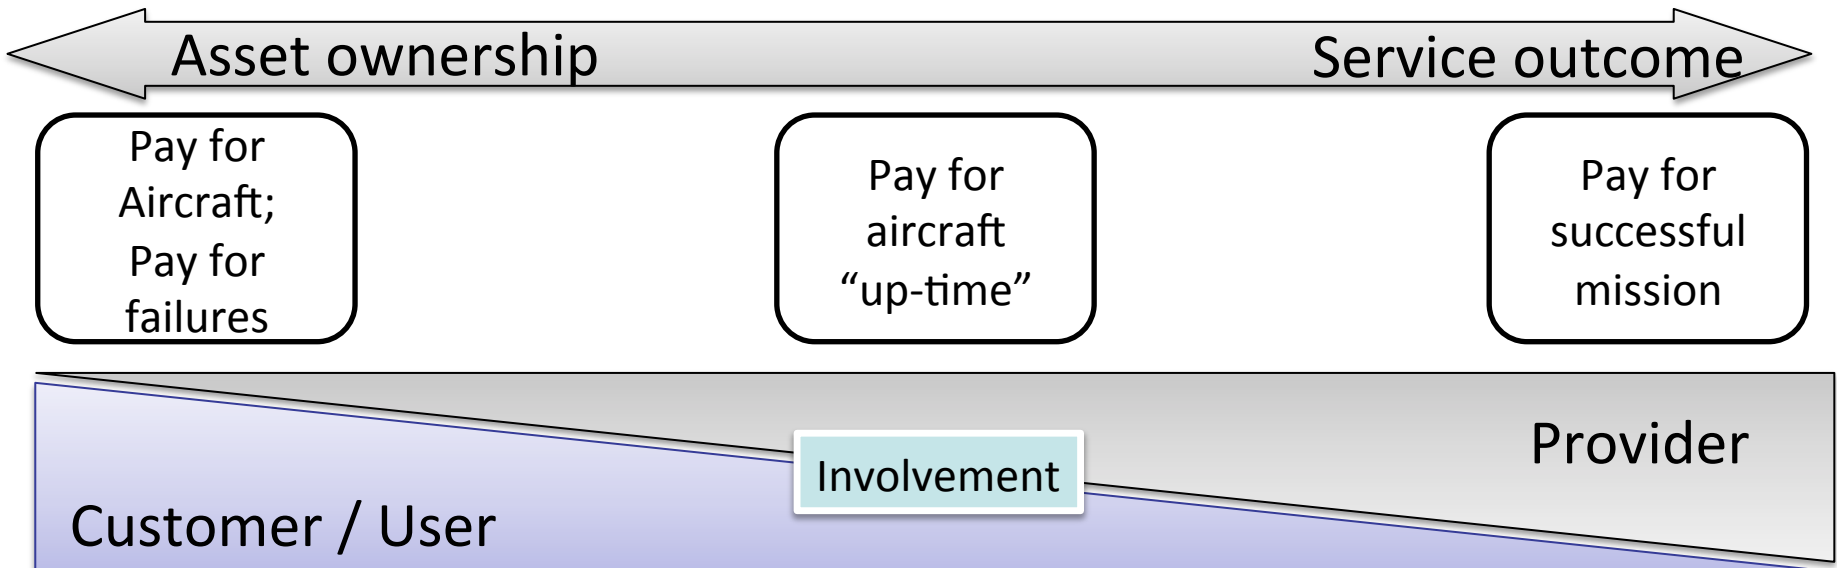 Asset ownership
Service outcome
Pay for
Aircraft;
Pay for
failures
Pay for
aircraft
“up-time”
Pay for
successful
mission
Provider
Involvement
Customer / User